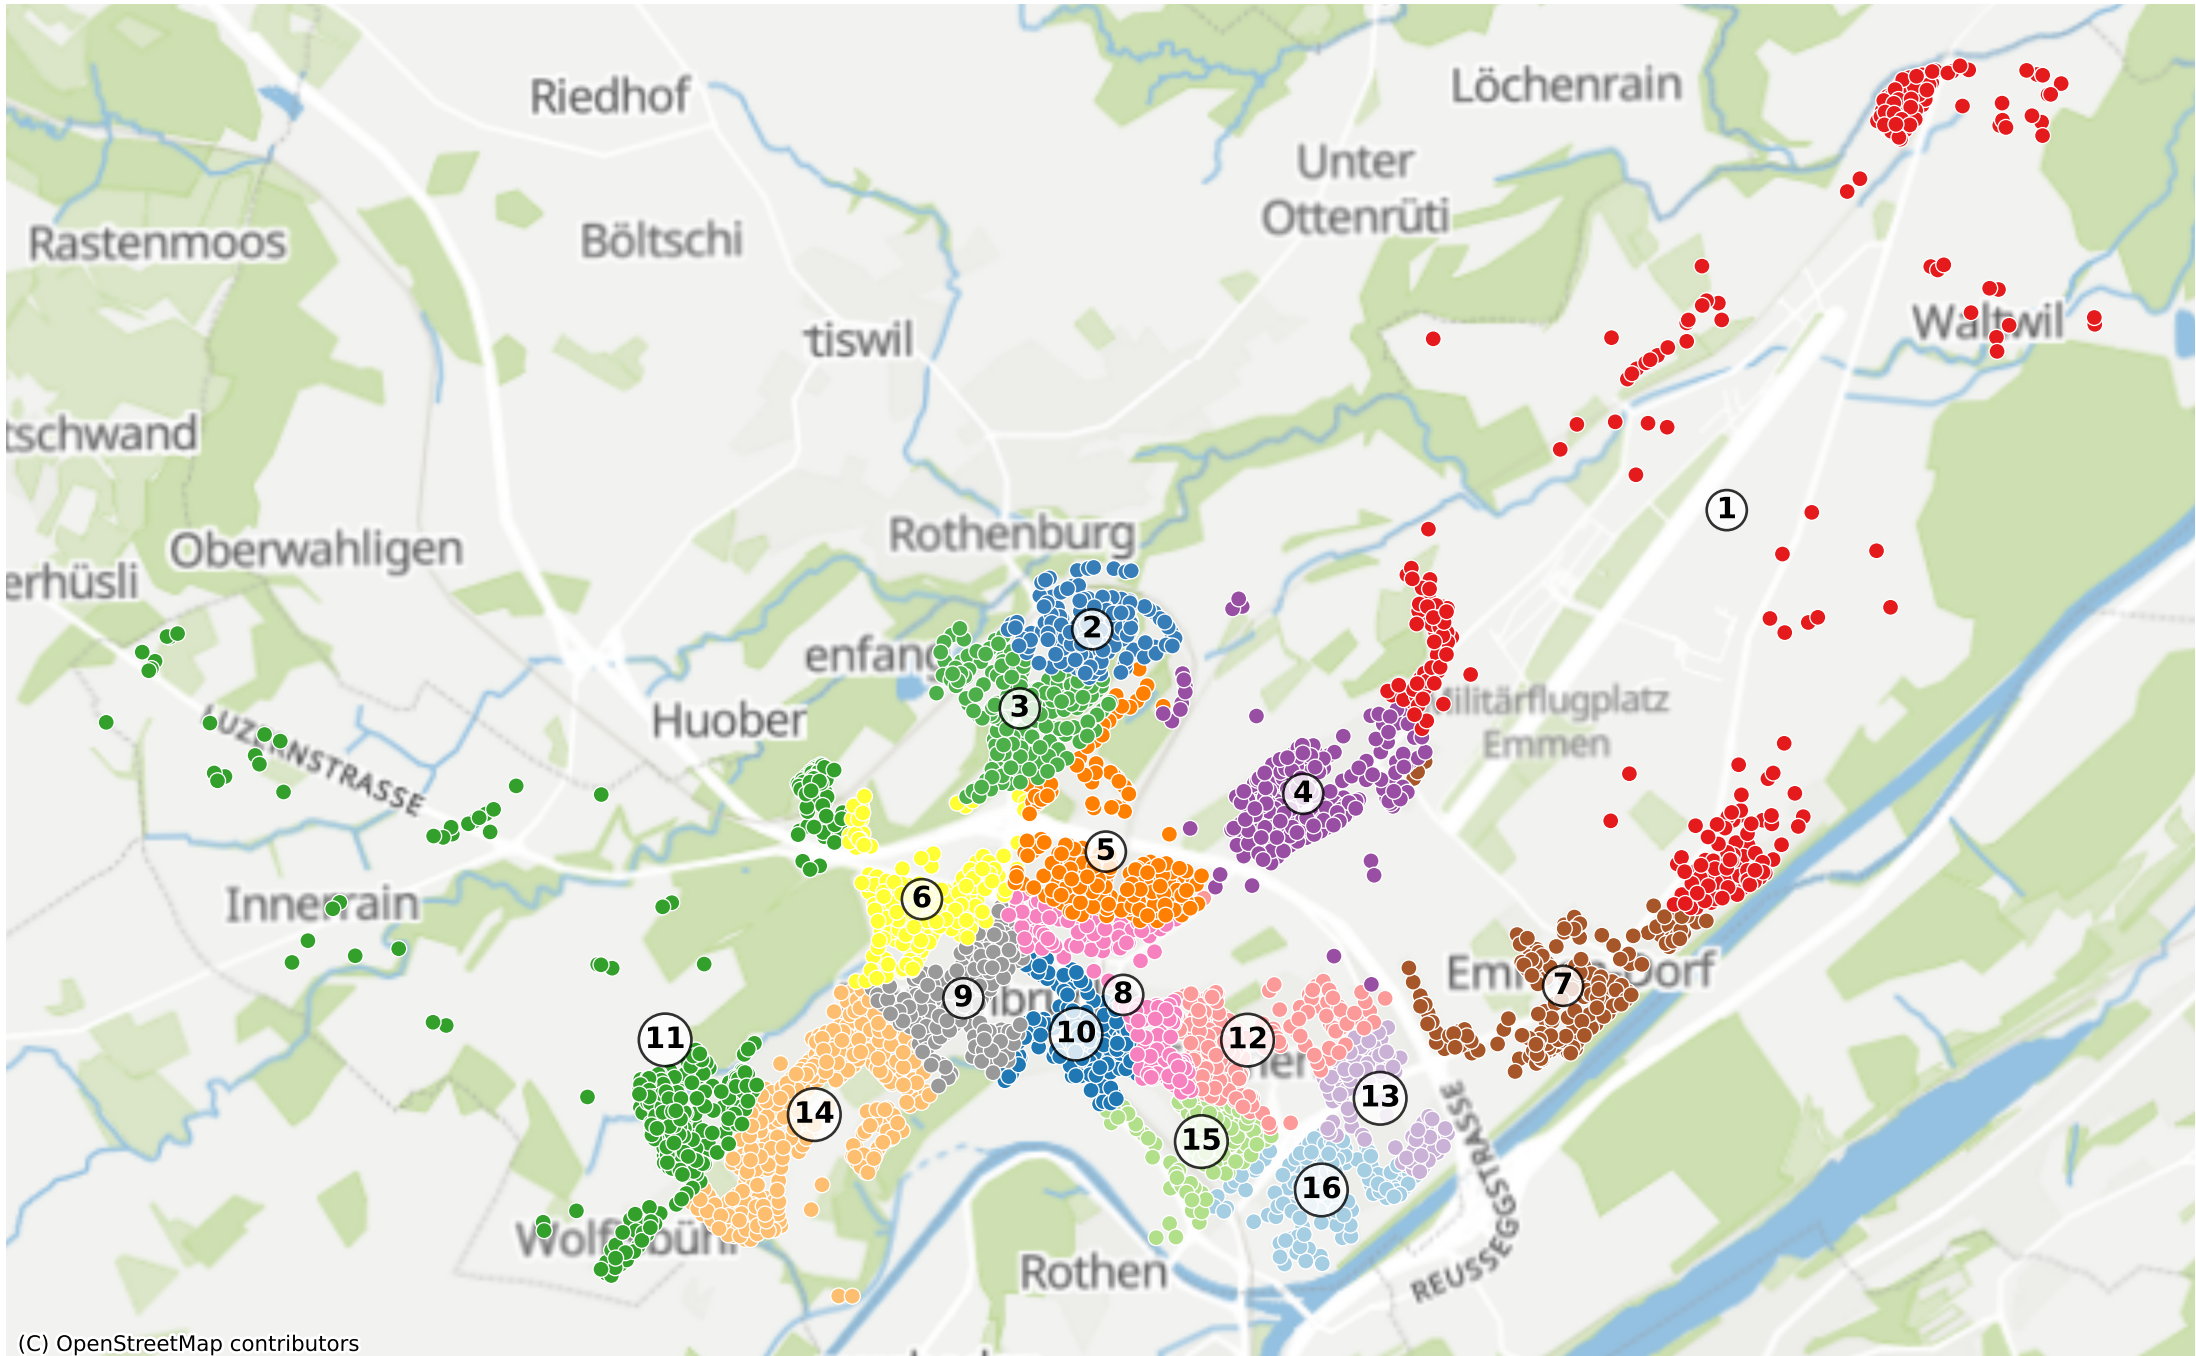 Riedhof
Löchenrain
Unter
Ottenrüti
Rastenmoos
Böltschi
Waltwil
tiswil
tschwand
1
Rothenburg
Oberwahligen
erhüsli
2
enfang
3
Huober
Militärflugplatz
Emmen
LUZERNSTRASSE
4
5
6
Innerrain
7
8
9
10
11
12
13
14
15
16
REUSSEGGSTRASSE
Rothen
(C) OpenStreetMap contributors